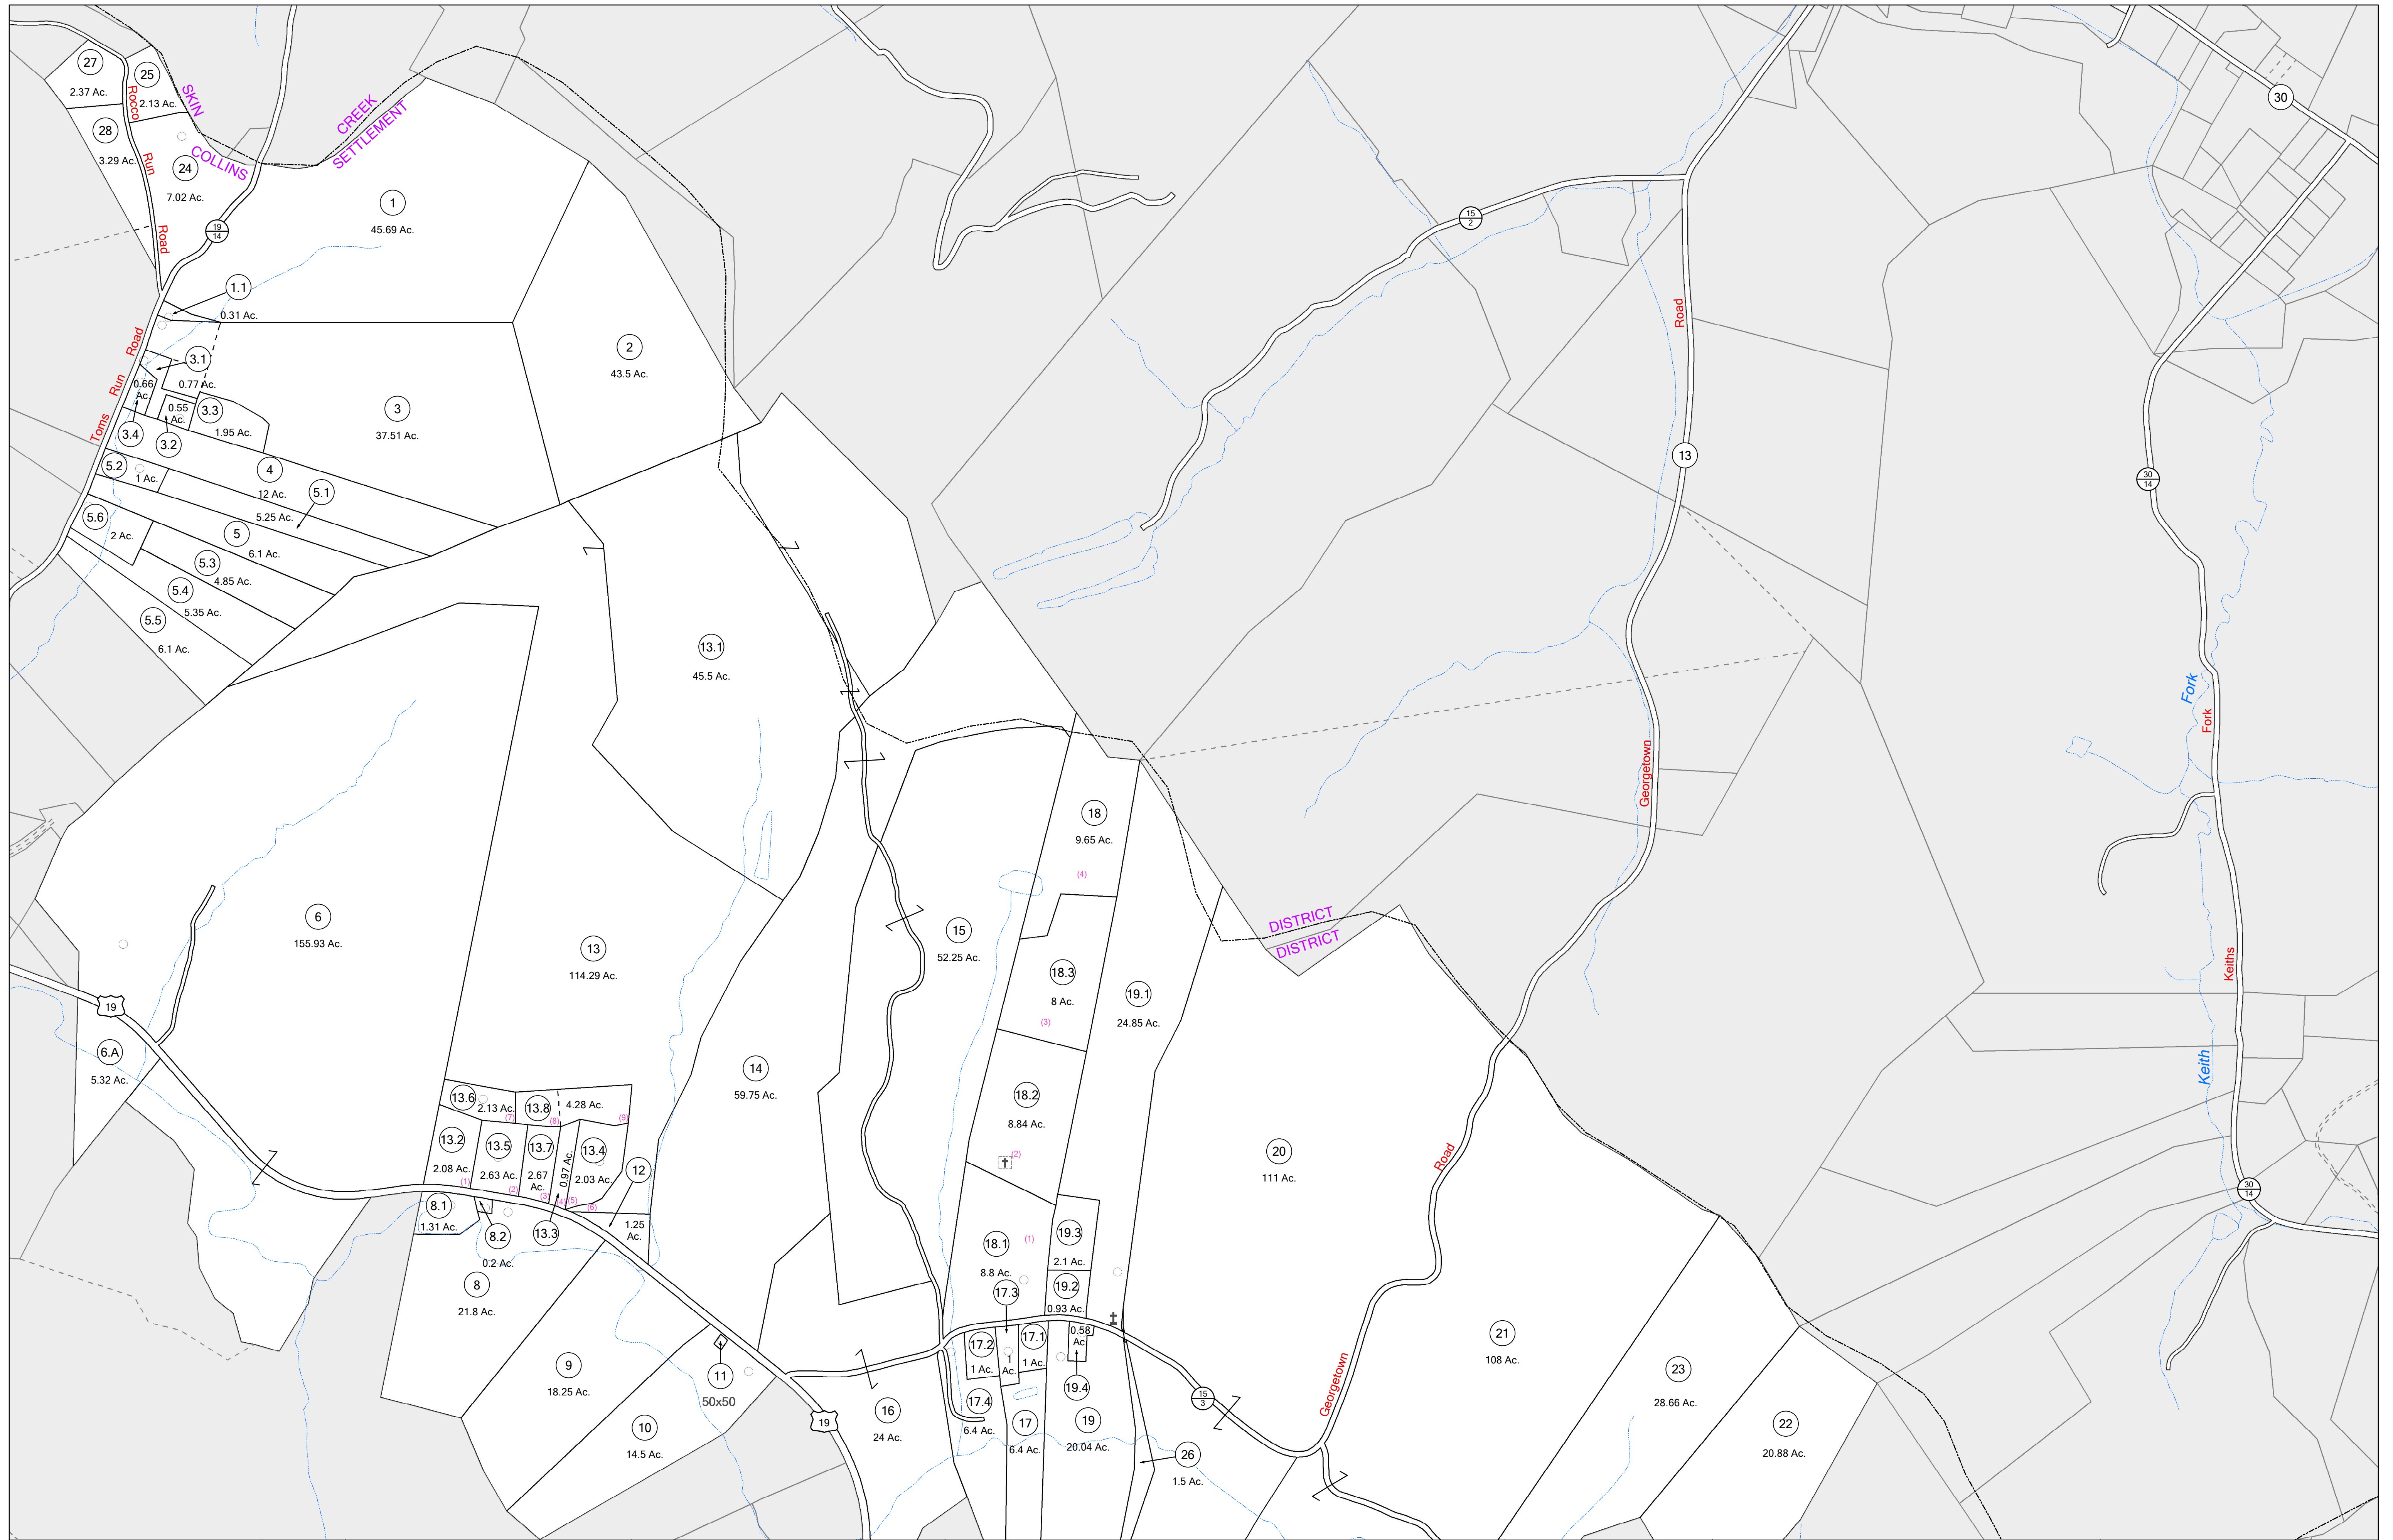 27
2.37 Ac.
25
2.13 Ac.
28
3.29 Ac.
24
7.02 Ac.
Rocco
Run
Road
SKIN
COLLINS
CREEK
SETTLEMENT
19
14
1
45.69 Ac.
1.1
0.31 Ac.
2
43.5 Ac.
Toms
Run
Road
3.1
0.77 Ac.
0.66
Ac.
0.55
Ac.
3.3
1.95 Ac.
3.4
3.2
3
37.51 Ac.
4
12 Ac.
5.2
1 Ac.
5.1
5.25 Ac.
5
6.1 Ac.
5.6
2 Ac.
5.3
4.85 Ac.
5.4
5.35 Ac.
5.5
6.1 Ac.
13.1
45.5 Ac.
15
2
Road
13
Georgetown
30
30
14
Fork
Fork
Keiths
Keith
30
14
6
155.93 Ac.
19
6.A
5.32 Ac.
13
114.29 Ac.
14
59.75 Ac.
15
52.25 Ac.
18
9.65 Ac.
(4)
18.3
8 Ac.
(3)
18.2
8.84 Ac.
(2)
19.1
24.85 Ac.
DISTRICT
DISTRICT
20
111 Ac.
Road
Georgetown
13.6
2.13 Ac.
(7)
13.8
(8)
4.28 Ac.
(9)
13.2
2.08 Ac.
(1)
13.5
2.63 Ac.
(2)
13.7
2.67
Ac.
(3)
0.97 Ac.
(4)
13.4
2.03 Ac.
(5)
(6)
12
1.25
Ac.
8.1
1.31 Ac.
8.2
0.2 Ac.
13.3
8
21.8 Ac.
9
18.25 Ac.
10
14.5 Ac.
11
50x50
19
16
24 Ac.
18.1
(1)
8.8 Ac.
17.3
19.3
2.1 Ac.
19.2
0.93 Ac.
17.2
1 Ac.
1
Ac.
17.1
1 Ac.
0.58
Ac
19.4
17.4
6.4 Ac.
17
6.4 Ac.
19
20.04 Ac.
26
1.5 Ac.
15
3
21
108 Ac.
23
28.66 Ac.
22
20.88 Ac.